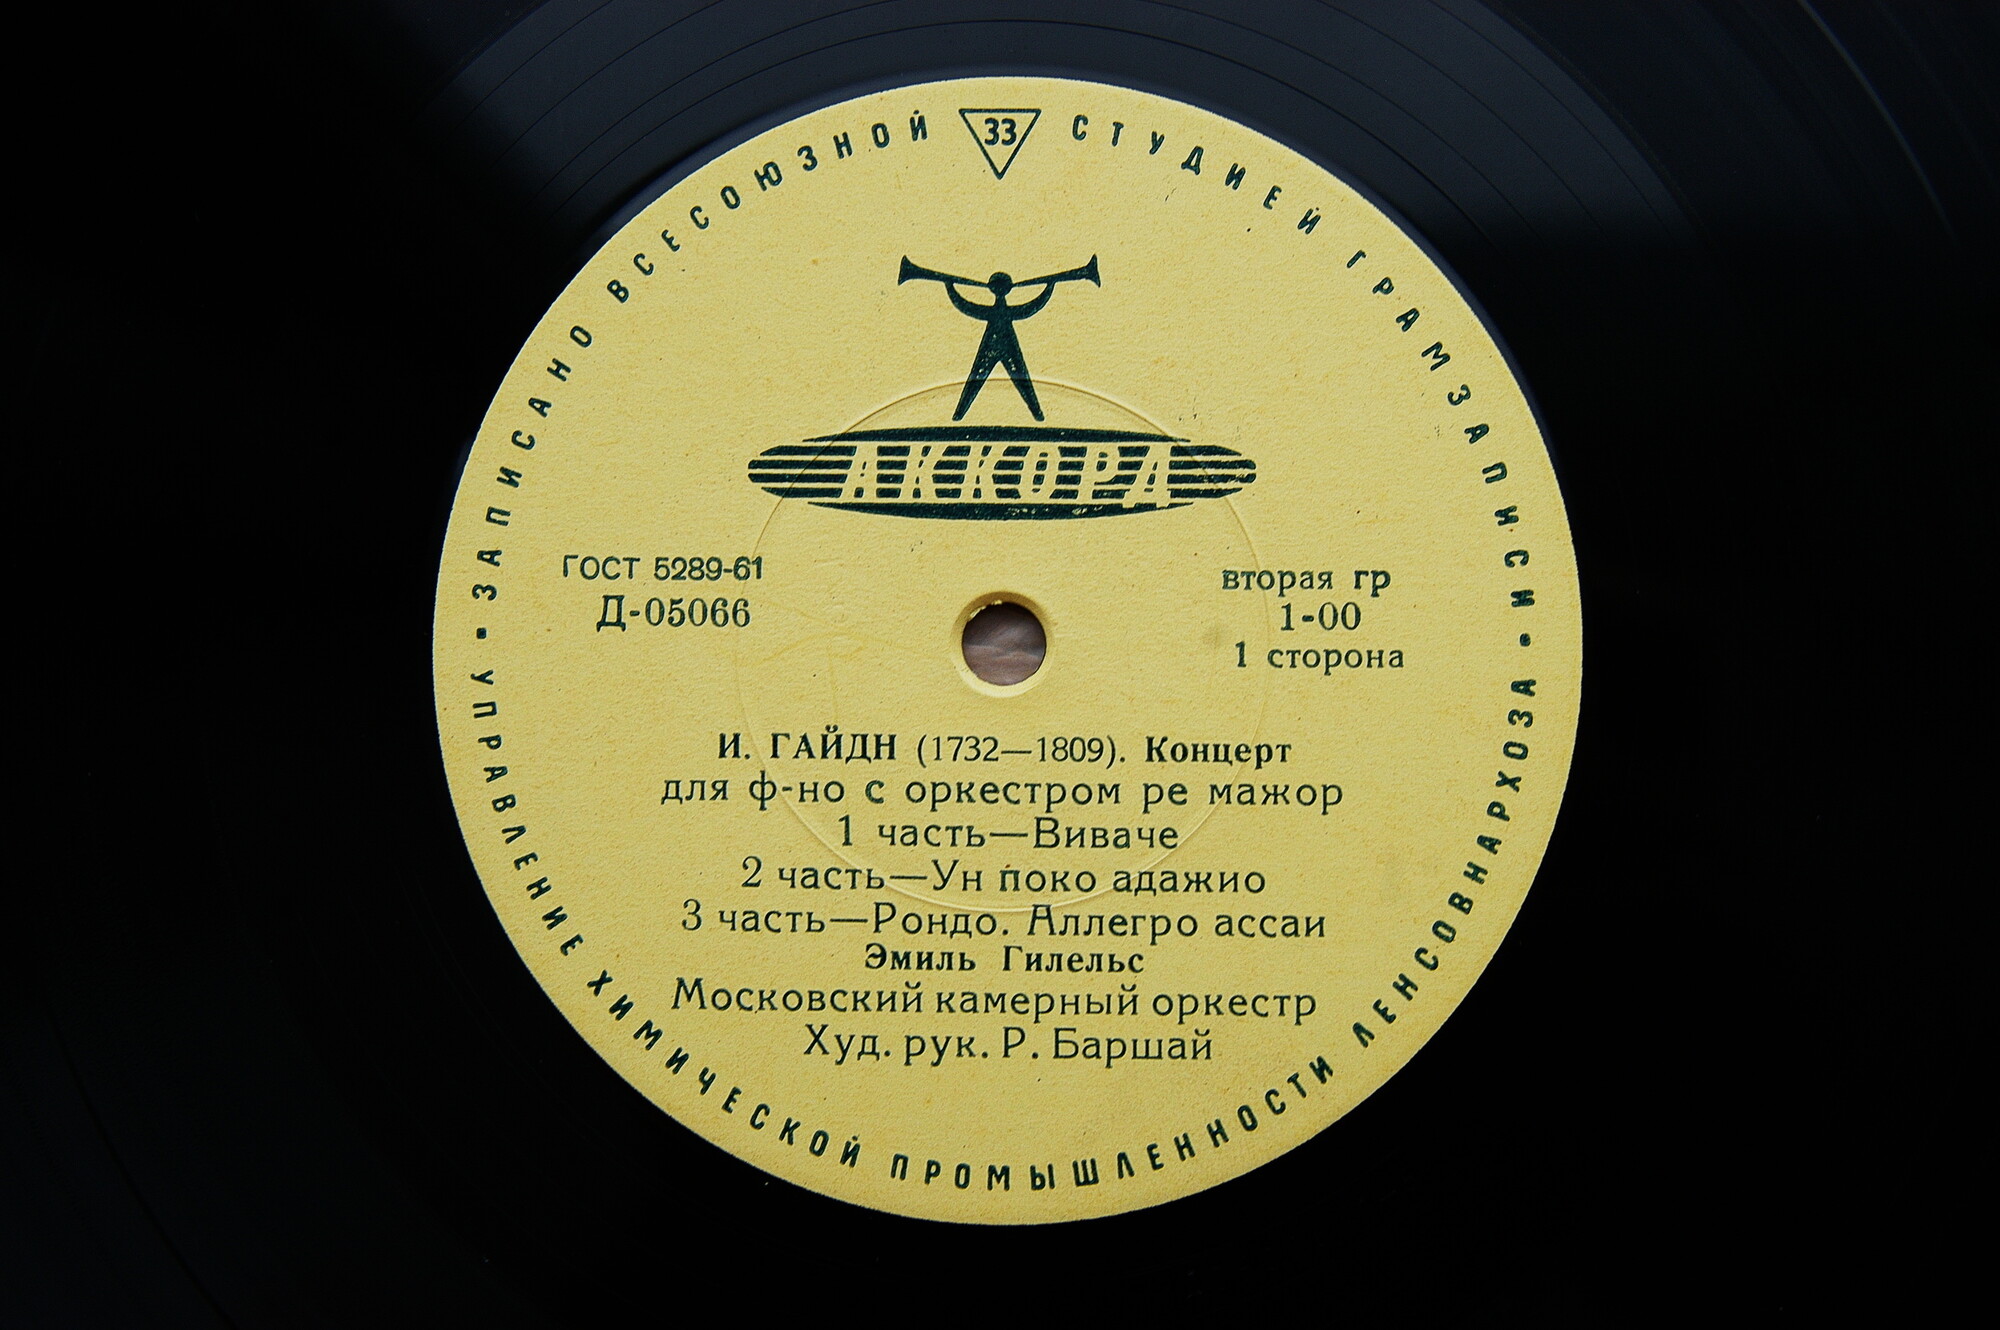 ЗАПИСАНО ВСЕСОЮЗНОЙ 33 СТУДИЕЙ ГРАМЗАПИСИ
АККОРД
ГОСТ 5289-61
Д-05066
вторая гр
1-00
1 сторона
И. ГАЙДН (1732—1809). Концерт
для ф-но с оркестром ре мажор
1 часть—Виваче
2 часть—Ун поко адажио
3 часть—Рондо. Аллегро ассаи
Эмиль Гилельс
Московский камерный оркестр
Худ. рук. Р. Баршай
УПРАВЛЕНИЕ ХИМИЧЕСКОЙ ПРОМЫШЛЕННОСТИ ЛЕНСОВНАРХОЗА